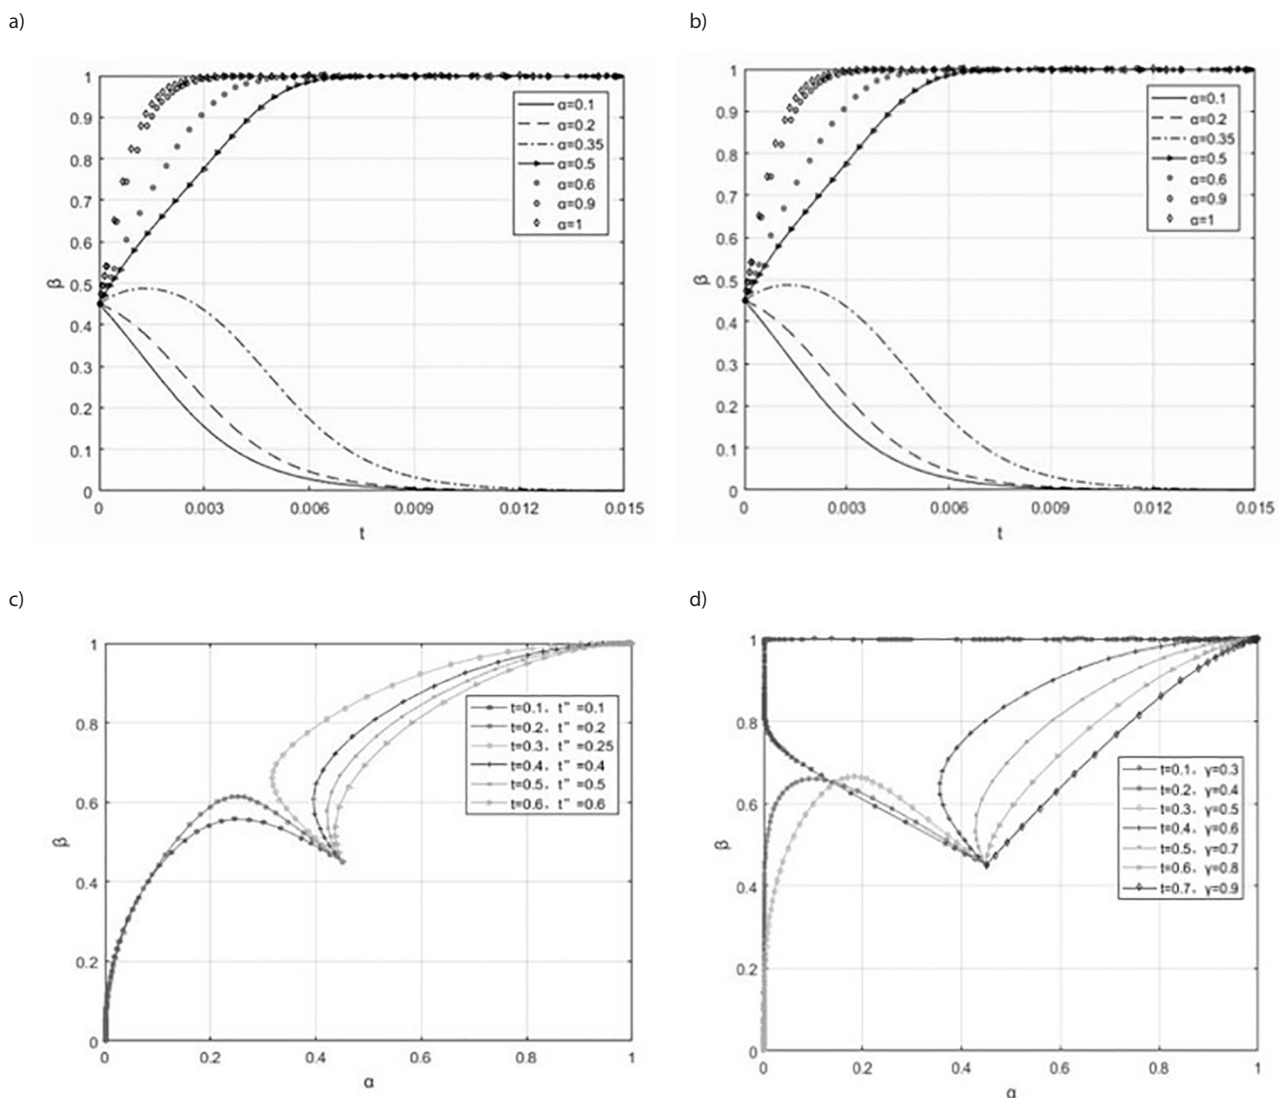 a)
1
0.9
0.8
0.7
0.6
0.5
0.4
0.3
0.2
0.1
0
β
0
0.003
0.006
0.009
0.012
0.015
t
α=0.1
α=0.2
α=0.35
α=0.5
α=0.6
α=0.9
α=1
b)
1
0.9
0.8
0.7
0.6
0.5
0.4
0.3
0.2
0.1
0
β
0
0.003
0.006
0.009
0.012
0.015
t
α=0.1
α=0.2
α=0.35
α=0.5
α=0.6
α=0.9
α=1
c)
1
0.8
0.6
0.4
0.2
0
β
0
0.2
0.4
0.6
0.8
1
α
t=0.1, t" =0.1
t=0.2, t" =0.2
t=0.3, t" =0.25
t=0.4, t" =0.4
t=0.5, t" =0.5
t=0.6, t" =0.6
d)
1
0.8
0.6
0.4
0.2
0
β
0
0.2
0.4
0.6
0.8
1
α
t=0.1, γ=0.3
t=0.2, γ=0.4
t=0.3, γ=0.5
t=0.4, γ=0.6
t=0.5, γ=0.7
t=0.6, γ=0.8
t=0.7, γ=0.9